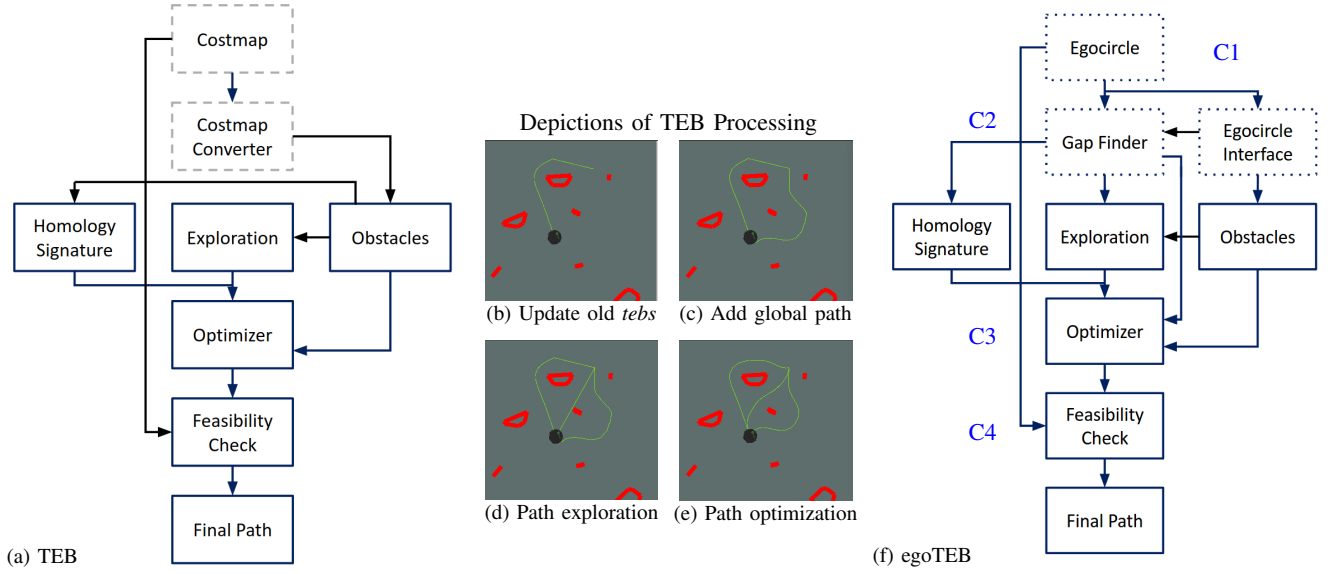 Costmap
Costmap
Converter
Homology
Signature
Exploration
Obstacles
Optimizer
Feasibility
Check
Final Path
(a) TEB
Depictions of TEB Processing
(b) Update old tebs
(c) Add global path
(d) Path exploration
(e) Path optimization
Egocircle
C1
C2
Gap Finder
Egocircle
Interface
Homology
Signature
Exploration
Obstacles
C3
Optimizer
C4
Feasibility
Check
Final Path
(f) egoTEB